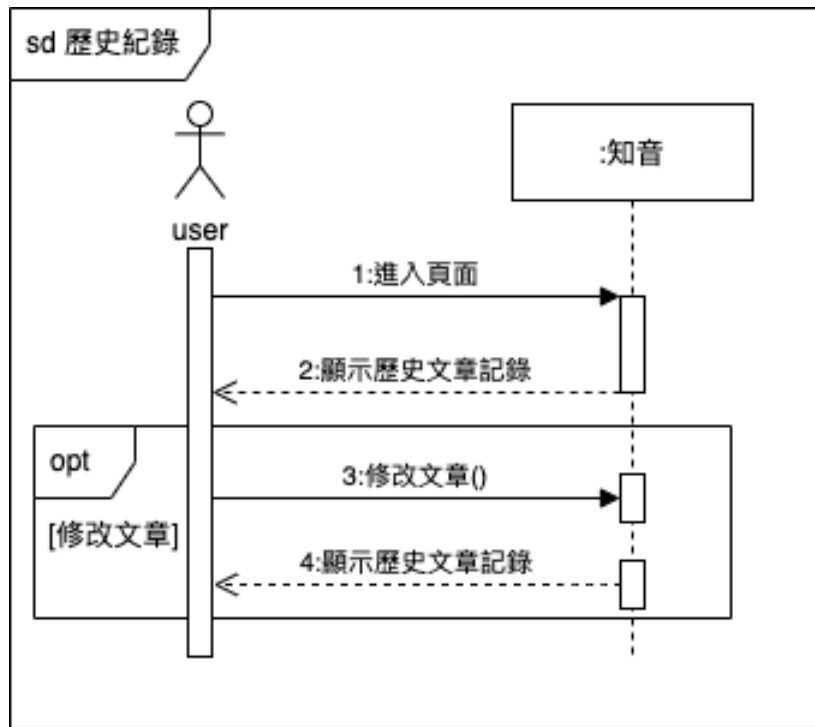 sd 歷史紀錄
:知音
user
1:進入頁面
2:顯示歷史文章記錄
opt
3:修改文章()
[修改文章]
4:顯示歷史文章記錄